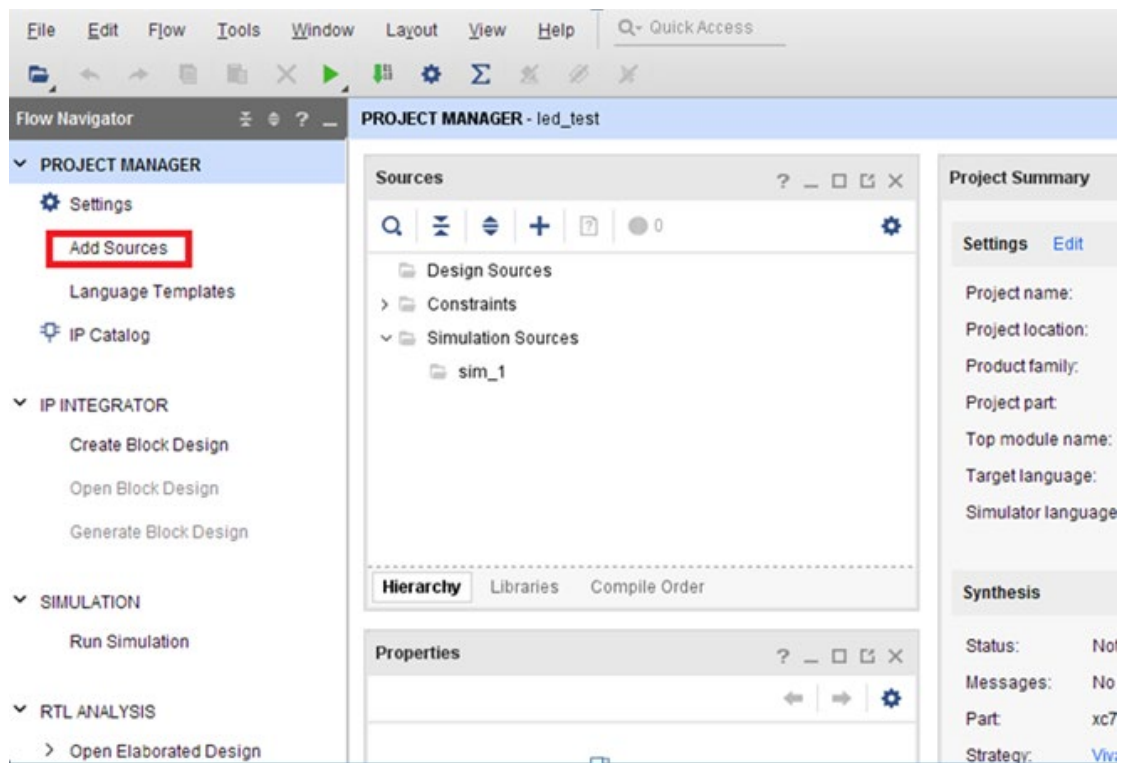 File Edit Flow Tools Window Layout View Help Quick Access
Flow Navigator
PROJECT MANAGER
Settings
Add Sources
Language Templates
IP Catalog
IP INTEGRATOR
Create Block Design
Open Block Design
Generate Block Design
SIMULATION
Run Simulation
RTL ANALYSIS
Open Elaborated Design
PROJECT MANAGER - led_test
Sources
0
Design Sources
Constraints
Simulation Sources
sim_1
Hierarchy Libraries Compile Order
Properties
Project Summary
Settings Edit
Project name:
Project location:
Product family:
Project part:
Top module name:
Target language:
Simulator language
Synthesis
Status: Not
Messages: No
Part: xc7
Strategy: Viv